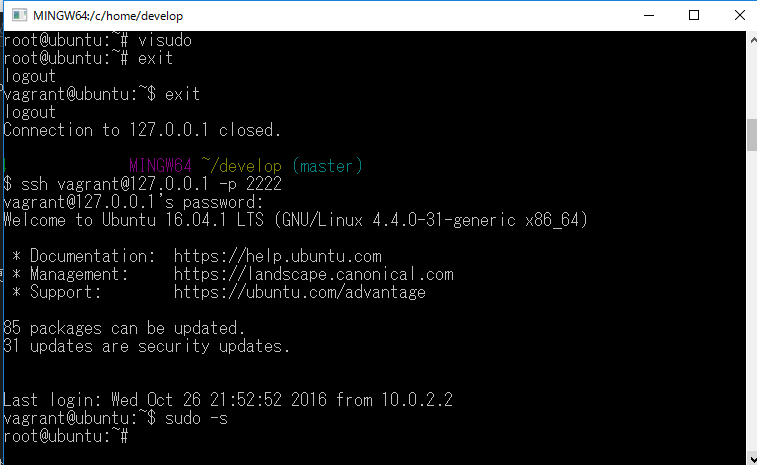 MINGW64:/c/home/develop
root@ubuntu:~# visudo
root@ubuntu:~# exit
logout
vagrant@ubuntu:~$ exit
logout
Connection to 127.0.0.1 closed.
MINGW64 ~/develop (master)
$ ssh vagrant@127.0.0.1 -p 2222
vagrant@127.0.0.1's password:
Welcome to Ubuntu 16.04.1 LTS (GNU/Linux 4.4.0-31-generic x86_64)
* Documentation:  https://help.ubuntu.com
* Management:     https://landscape.canonical.com
* Support:        https://ubuntu.com/advantage
85 packages can be updated.
31 updates are security updates.
Last login: Wed Oct 26 21:52:52 2016 from 10.0.2.2
vagrant@ubuntu:~$ sudo -s
root@ubuntu:~#